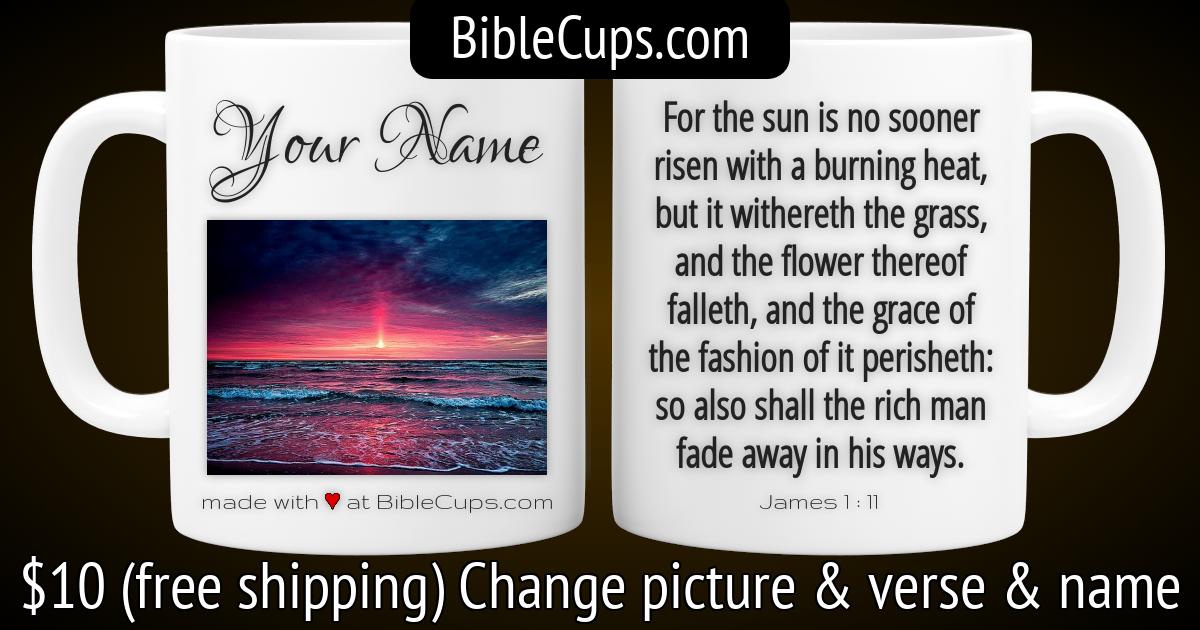 BibleCups.com
Your Name
made with ♥ at BibleCups.com
For the sun is no sooner
risen with a burning heat,
but it withereth the grass,
and the flower thereof
falleth, and the grace of
the fashion of it perisheth:
so also shall the rich man
fade away in his ways.
James 1 : 11
$10 (free shipping) Change picture & verse & name